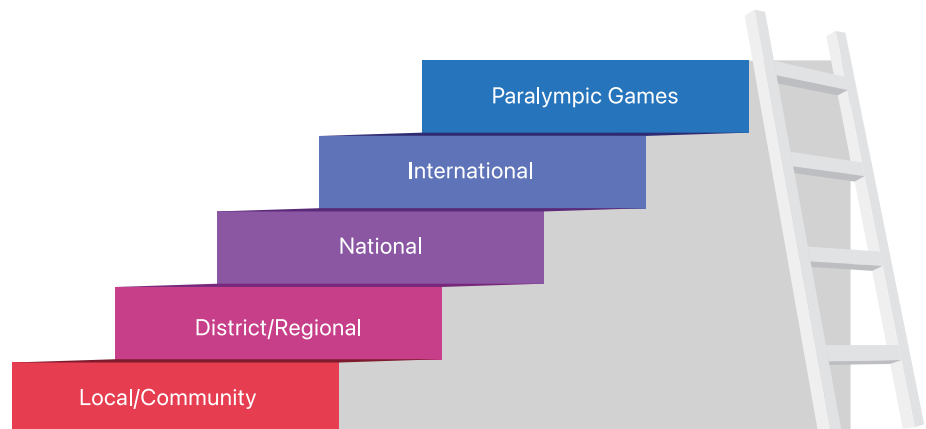 Paralympic Games
International
National
District/Regional
Local/Community